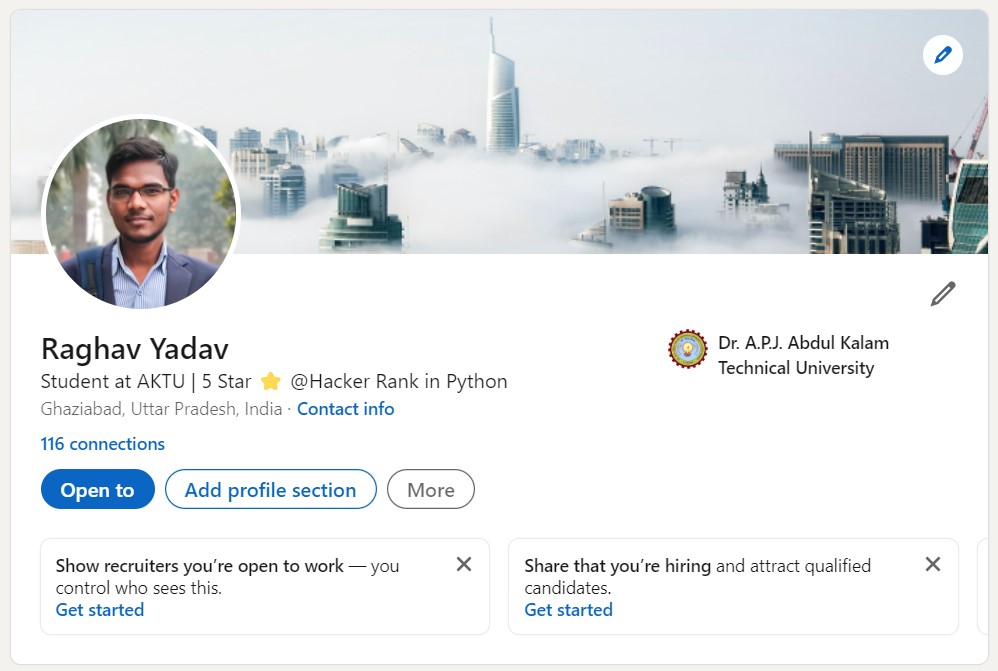 Raghav Yadav
Student at AKTU | 5 Star ⭐ @Hacker Rank in Python
Ghaziabad, Uttar Pradesh, India · Contact info
116 connections
Dr. A.P.J. Abdul Kalam
Technical University
Open to
Add profile section
More
Show recruiters you’re open to work — you
control who sees this.
Get started
Share that you’re hiring and attract qualified
candidates.
Get started